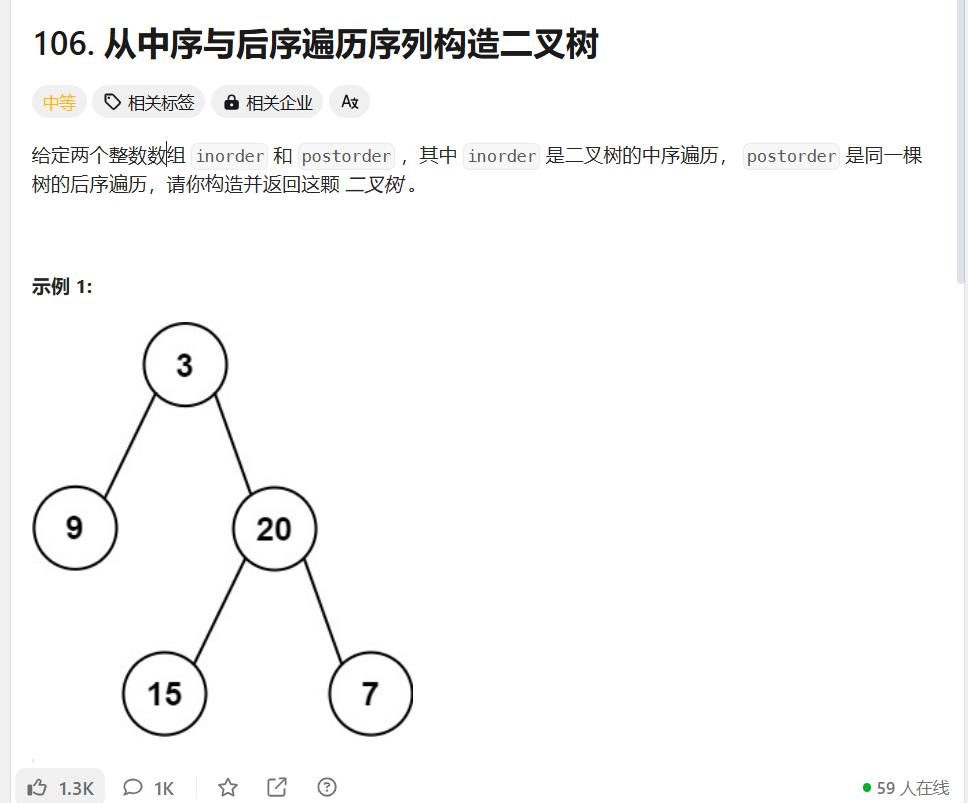 106. 从中序与后序遍历序列构造二叉树
中等 相关标签 相关企业
给定两个整数数组 inorder 和 postorder ，其中 inorder 是二叉树的中序遍历， postorder 是同一棵
树的后序遍历，请你构造并返回这颗 二叉树 。
示例 1:
3
9
20
15
7
1.3K 1K 59 人在线